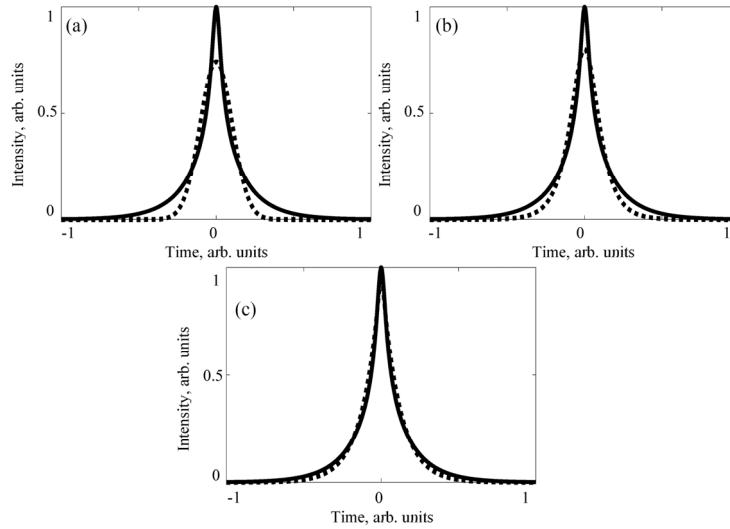 (a)
Intensity, arb. units
1
0.5
0
-1
0
1
Time, arb. units
(b)
Intensity, arb. units
1
0.5
0
-1
0
1
Time, arb. units
(c)
Intensity, arb. units
1
0.5
0
-1
0
1
Time, arb. units